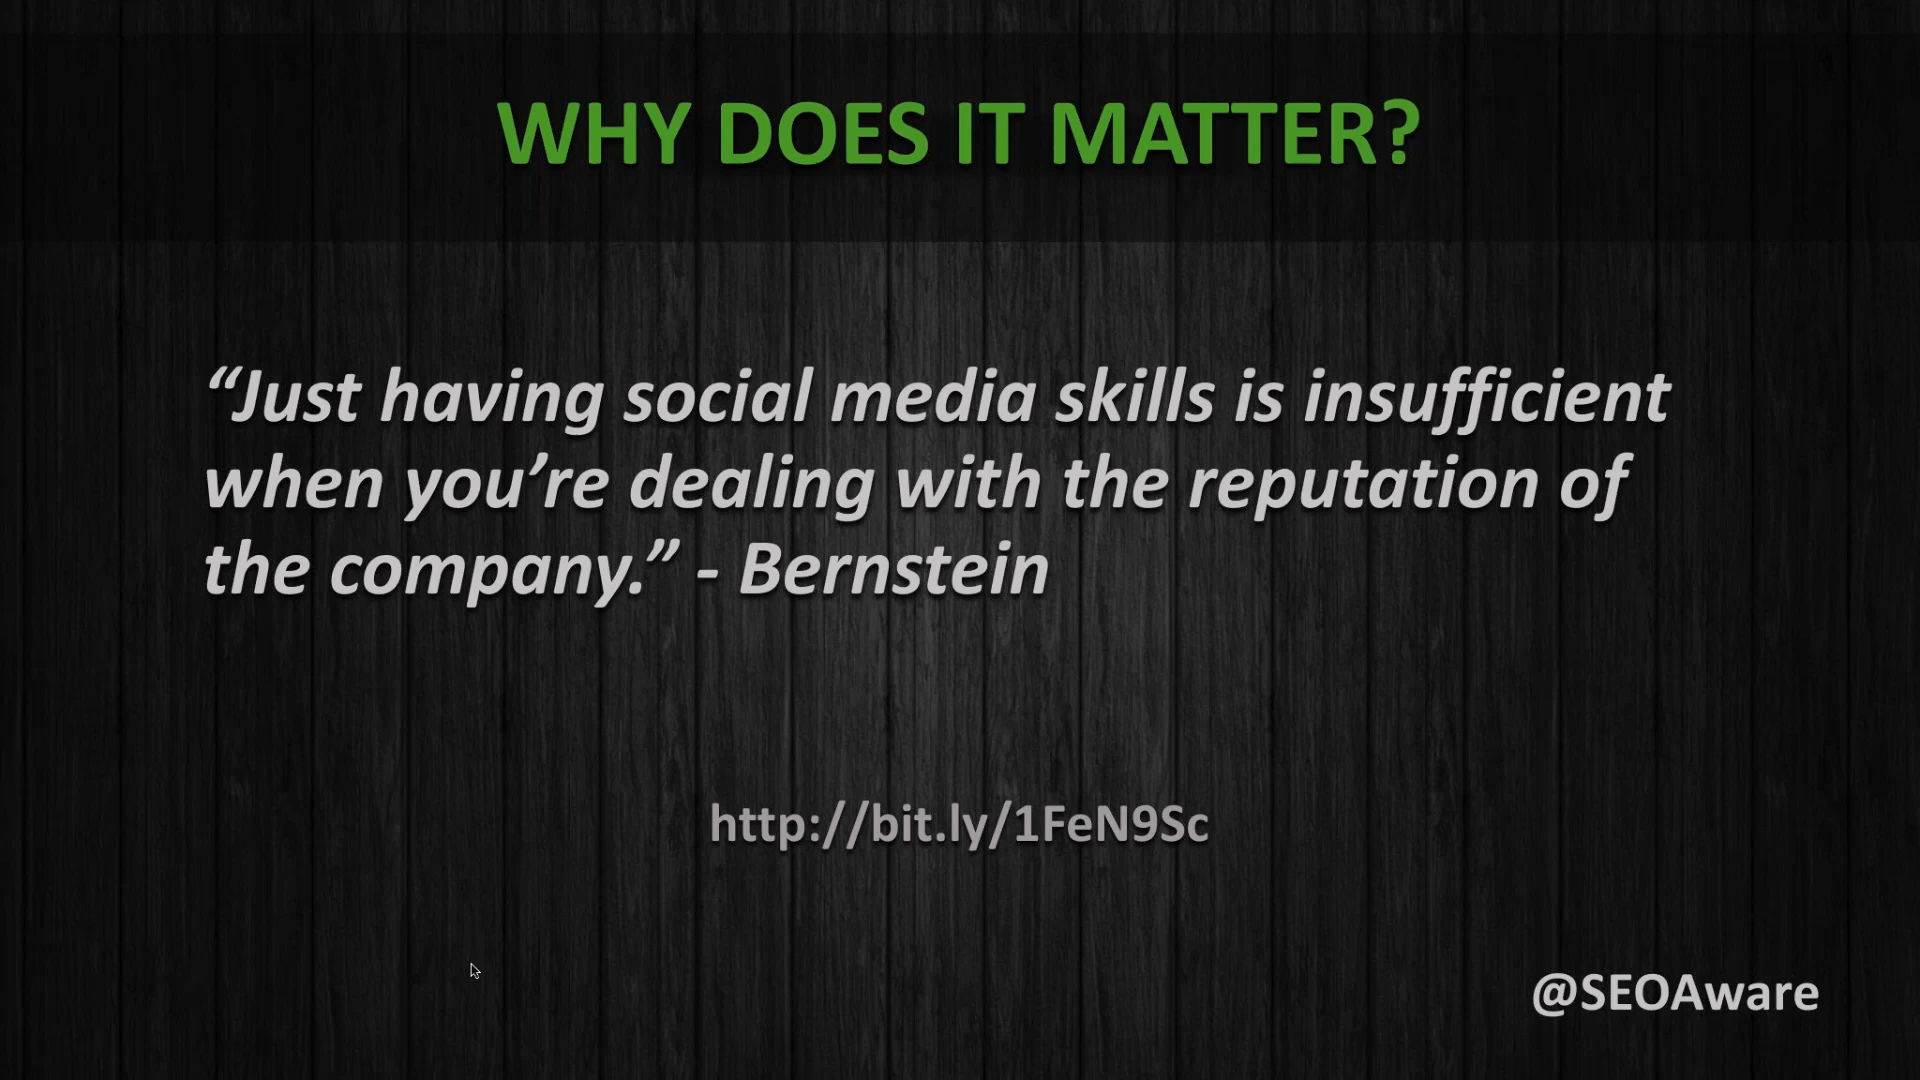 WHY DOES IT MATTER?
“Just having social media skills is insufficient
when you’re dealing with the reputation of
the company.” - Bernstein
http://bit.ly/1FeN9Sc
@SEOAware